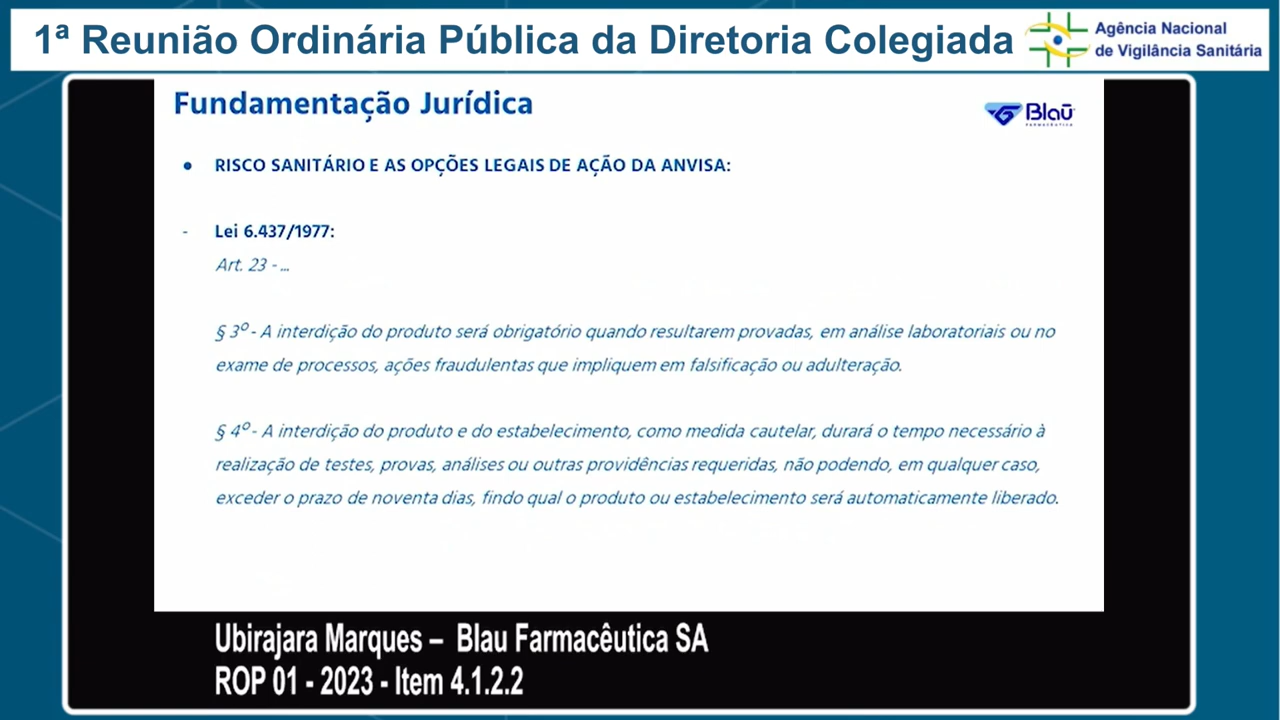 1ª Reunião Ordinária Pública da Diretoria Colegiada
Agência Nacional
de Vigilância Sanitária
Fundamentação Jurídica
Blaū
FARMACÊUTICA
• RISCO SANITÁRIO E AS OPÇÕES LEGAIS DE AÇÃO DA ANVISA:
- Lei 6.437/1977:
Art. 23 - ...
§ 3º - A interdição do produto será obrigatório quando resultarem provadas, em análise laboratoriais ou no
exame de processos, ações fraudulentas que impliquem em falsificação ou adulteração.
§ 4º - A interdição do produto e do estabelecimento, como medida cautelar, durará o tempo necessário à
realização de testes, provas, análises ou outras providências requeridas, não podendo, em qualquer caso,
exceder o prazo de noventa dias, findo qual o produto ou estabelecimento será automaticamente liberado.
Ubirajara Marques – Blau Farmacêutica SA
ROP 01 - 2023 - Item 4.1.2.2